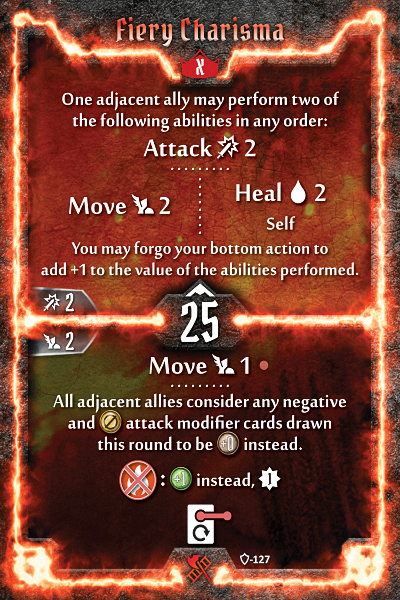 Fiery Charisma
X
One adjacent ally may perform two of
the following abilities in any order:
Attack 2
Move 2
Heal 2
Self
You may forgo your bottom action to
add +1 to the value of the abilities performed.
2
25
2
Move 1
All adjacent allies consider any negative
and attack modifier cards drawn
this round to be +0 instead.
: +1 instead, 1
-127